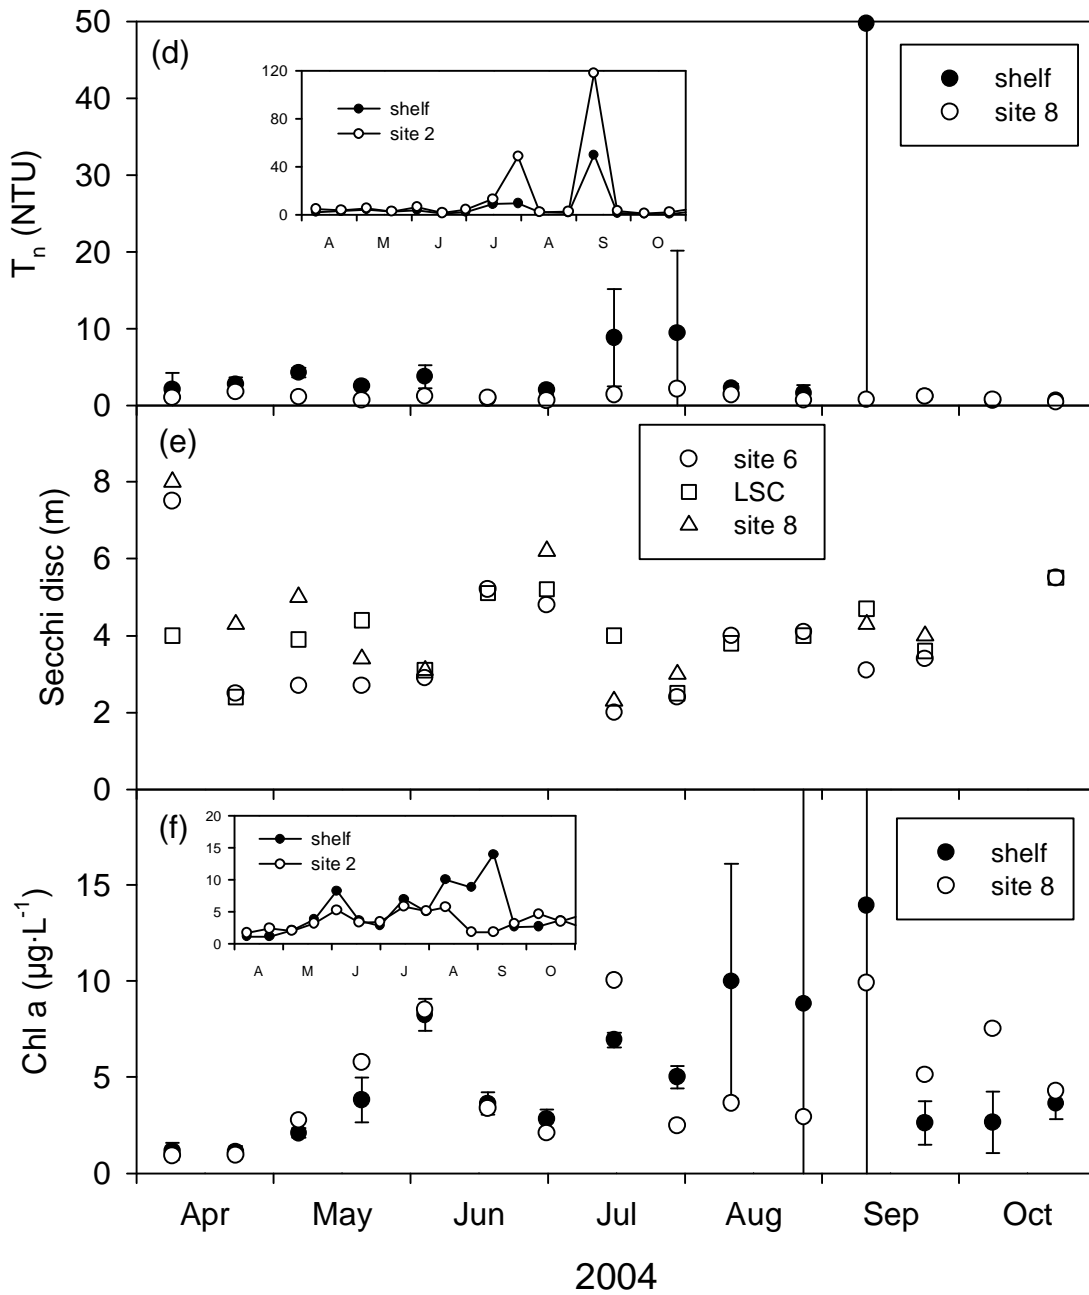 50
(d)
shelf
site 8
120
shelf
site 2
80
40
0
A M J J A S O
40
30
20
10
0
Tn (NTU)
(e)
site 6
LSC
site 8
8
6
4
2
0
Secchi disc (m)
(f)
20
shelf
site 2
15
10
5
0
A M J J A S O
shelf
site 8
15
10
5
0
Chl a (µg·L-1)
Apr May Jun Jul Aug Sep Oct
2004